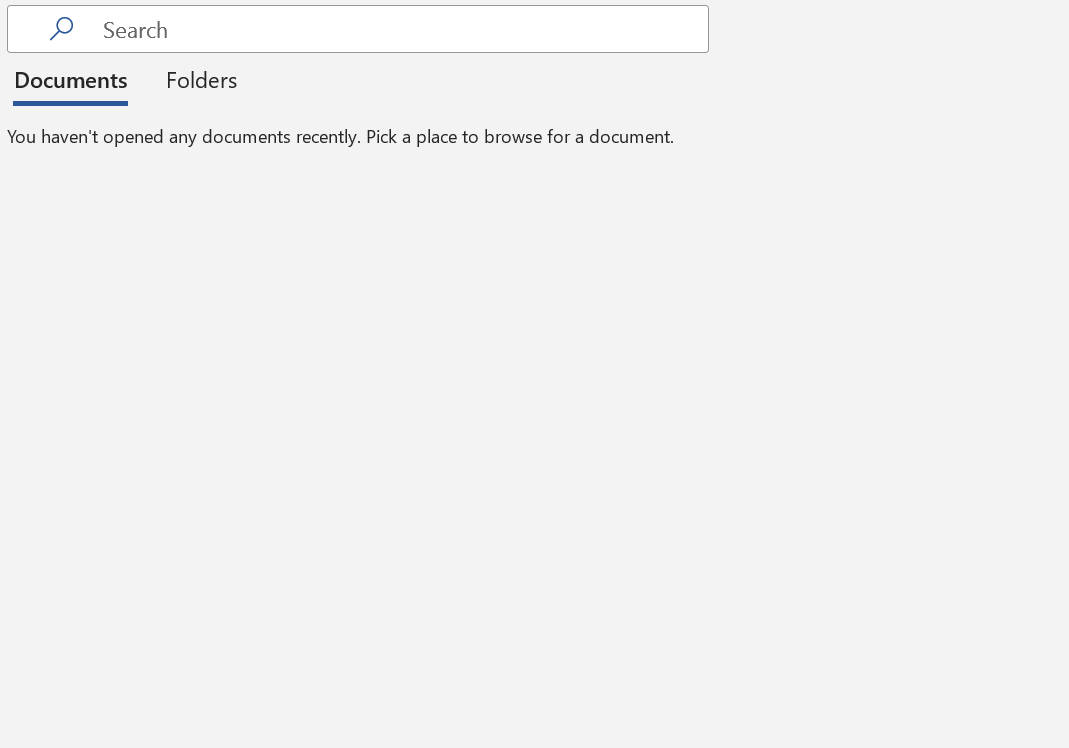 Search
Documents Folders
You haven't opened any documents recently. Pick a place to browse for a document.